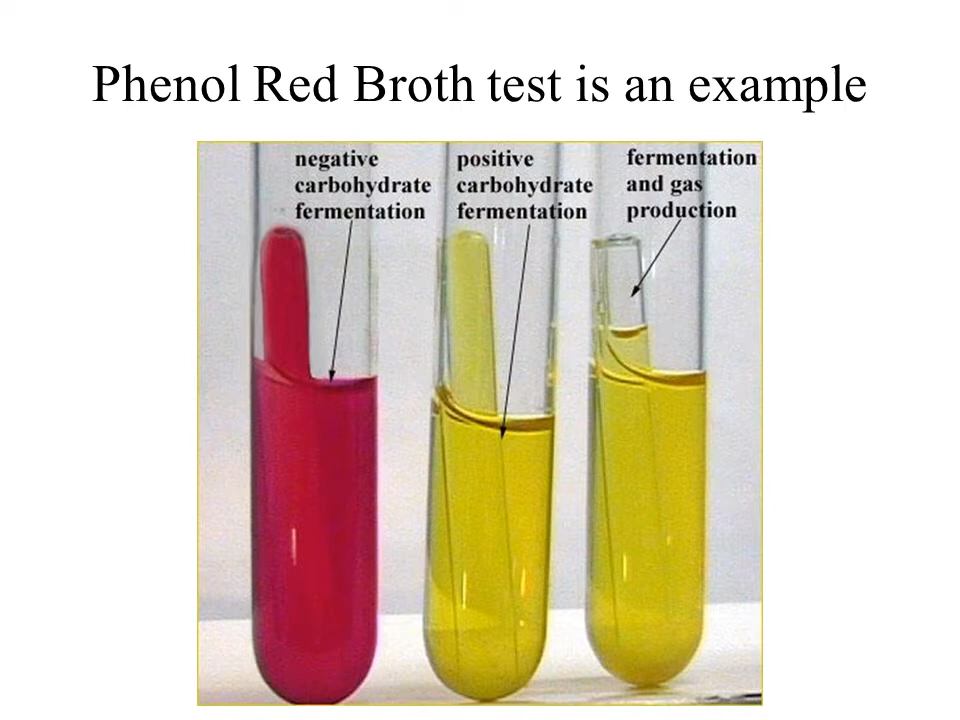 Phenol Red Broth test is an example
negative
carbohydrate
fermentation
positive
carbohydrate
fermentation
fermentation
and gas
production